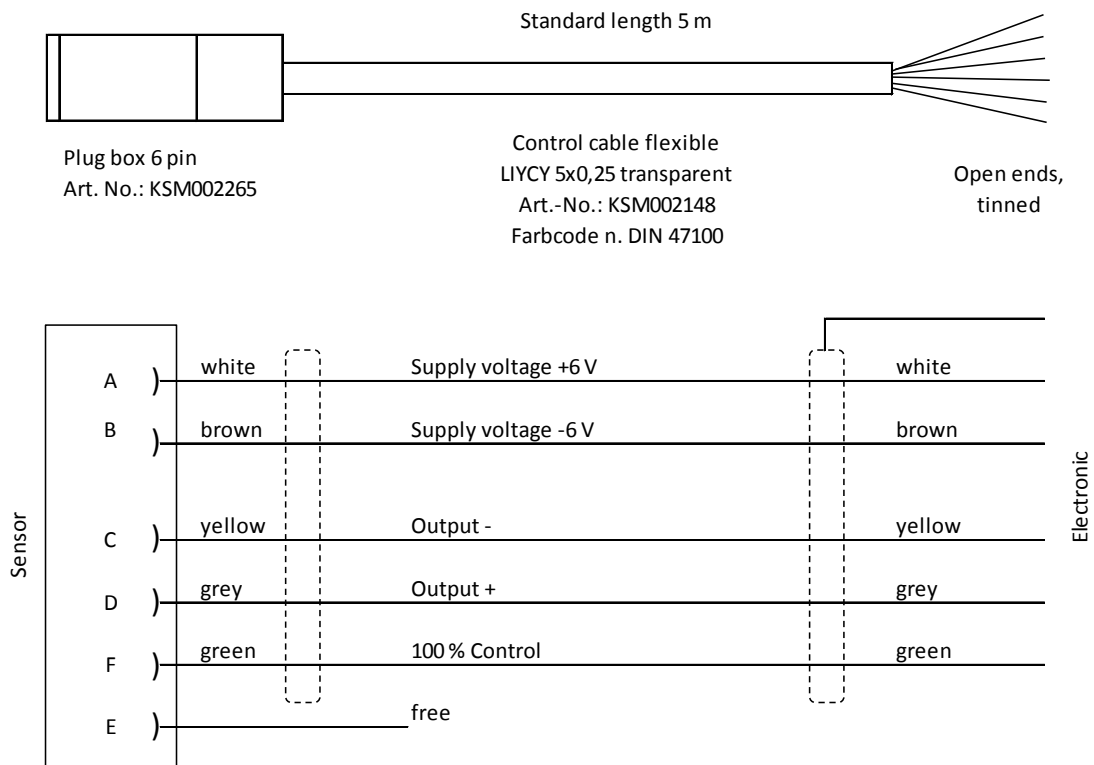 Standard length 5 m
Plug box 6 pin
Art. No.: KSM002265
Control cable flexible
LIYCY 5x0,25 transparent
Art.-No.: KSM002148
Farbcode n. DIN 47100
Open ends,
tinned
Sensor
A white Supply voltage +6 V white
B brown Supply voltage -6 V brown
C yellow Output - yellow
D grey Output + grey
F green 100 % Control green
E free
Electronic